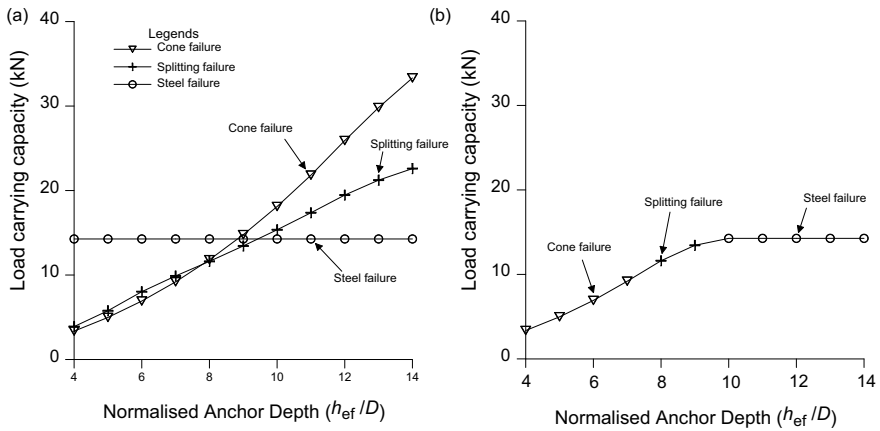 (a)
Load carrying capacity (kN)
40
30
20
10
0
Legends
Cone failure
Splitting failure
Steel failure
Cone failure
Splitting failure
Steel failure
4 6 8 10 12 14
Normalised Anchor Depth (hef /D)
(b)
Load carrying capacity (kN)
40
30
20
10
0
Cone failure
Splitting failure
Steel failure
4 6 8 10 12 14
Normalised Anchor Depth (hef /D)